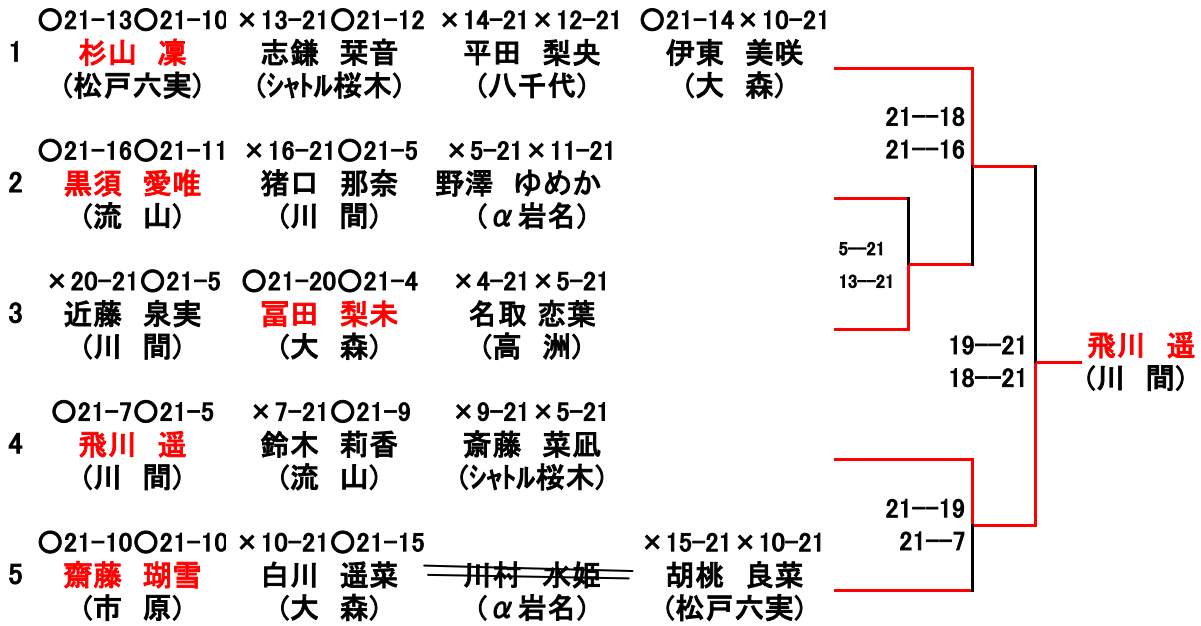 ○21-13○21-10 ×13-21○21-12 ×14-21×12-21 ○21-14×10-21
1 杉山 凜 志鎌 栞音 平田 梨央 伊東 美咲
(松戸六実) (シャトル桜木) (八千代) (大 森)
21--18
21--16
○21-16○21-11 ×16-21○21-5 ×5-21×11-21
2 黒須 愛唯 猪口 那奈 野澤 ゆめか
(流 山) (川 間) (α岩名)
5--21
13--21
×20-21○21-5 ○21-20○21-4 ×4-21×5-21
3 近藤 泉実 冨田 梨未 名取 恋葉
(川 間) (大 森) (高 洲)
19--21
18--21
飛川 遥
(川 間)
○21-7○21-5 ×7-21○21-9 ×9-21×5-21
4 飛川 遥 鈴木 莉香 斎藤 菜凪
(川 間) (流 山) (シャトル桜木)
21--19
21--7
○21-10○21-10 ×10-21○21-15 ×15-21×10-21
5 齋藤 瑚雪 白川 遥菜 川村 水姫 胡桃 良菜
(市 原) (大 森) (α岩名) (松戸六実)